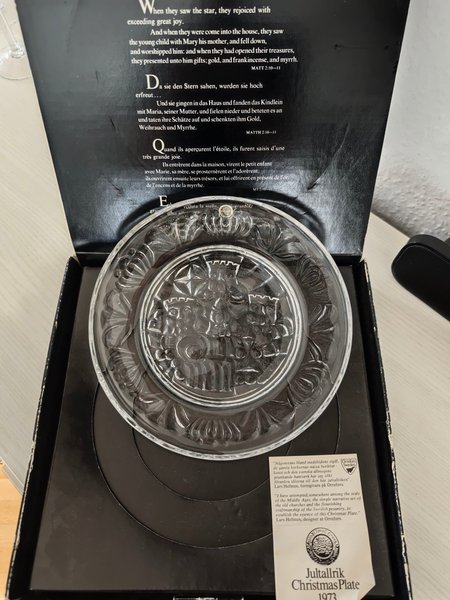 When they saw the star, they rejoiced with
exceeding great joy.
And when they were come into the house, they saw
the young child with Mary his mother, and fell down,
and worshipped him: and when they had opened their treasures,
they presented unto him gifts; gold, and frankincense, and myrrh.
MATT 2:10–11
Da sie den Stern sahen, wurden sie hoch
erfreut...
Und sie gingen in das Haus und fanden das Kindlein
mit Maria, seiner Mutter, und fielen nieder und beteten es an
und taten ihre Schätze auf und schenkten ihm Gold,
Weihrauch und Myrrhe.
MATTH 2:10–11
Quand ils aperçurent l'étoile, ils furent saisis d'une
très grande joie.
Ils entrèrent dans la maison, virent le petit enfant
avec Marie, sa mère, se prosternèrent et l'adorèrent.
ils ouvrirent ensuite leurs trésors, et lui offrirent en présent de l'or,
de l'encens et de la myrrhe.
"I have attempted, somewhere among the seals
of the Middle Ages, the simple narrative art of
the old churches and the flourishing
craftsmanship of the Swedish peasantry, to
establish the essence of this Christmas Plate."
Lars Hellsten, designer at Orrefors.
Jultallrik
Christmas Plate
1973